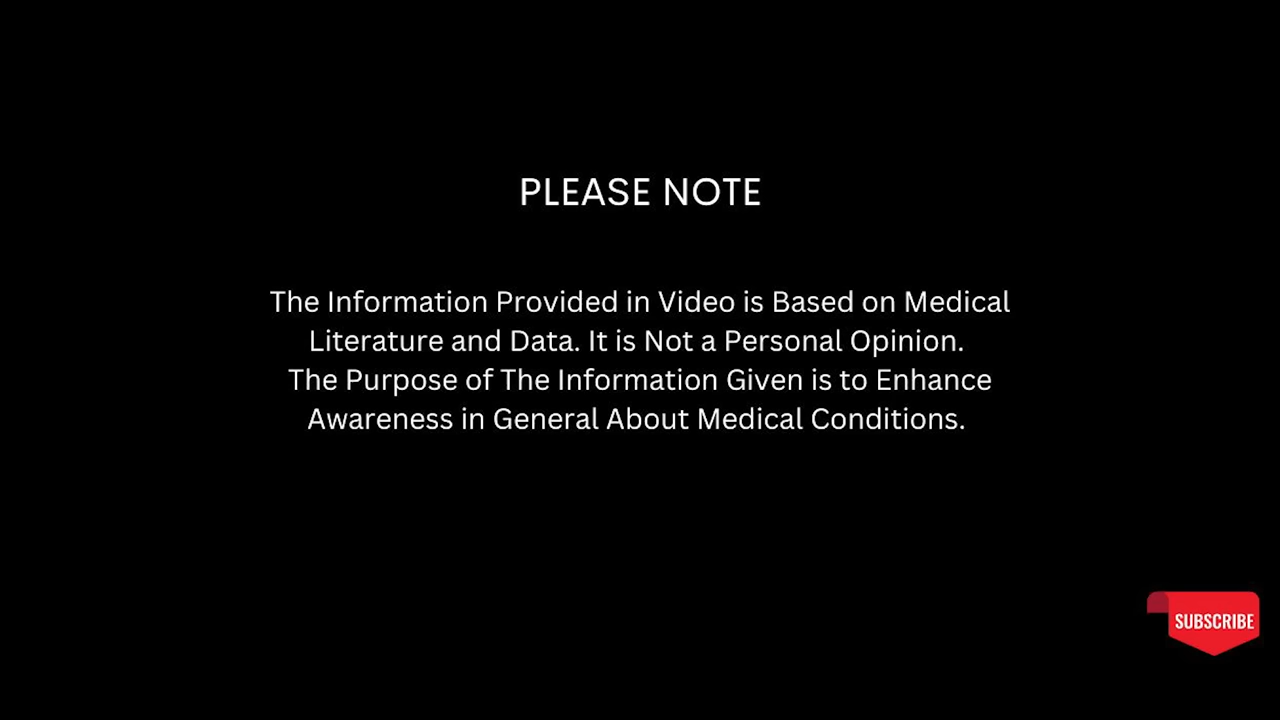 PLEASE NOTE
The Information Provided in Video is Based on Medical
Literature and Data. It is Not a Personal Opinion.
The Purpose of The Information Given is to Enhance
Awareness in General About Medical Conditions.
SUBSCRIBE